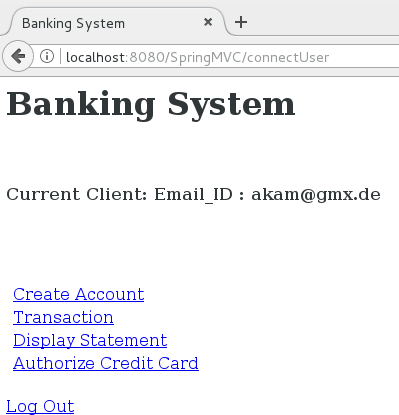 Banking System
localhost:8080/SpringMVC/connectUser
Banking System
Current Client: Email_ID : akam@gmx.de
Create Account
Transaction
Display Statement
Authorize Credit Card
Log Out